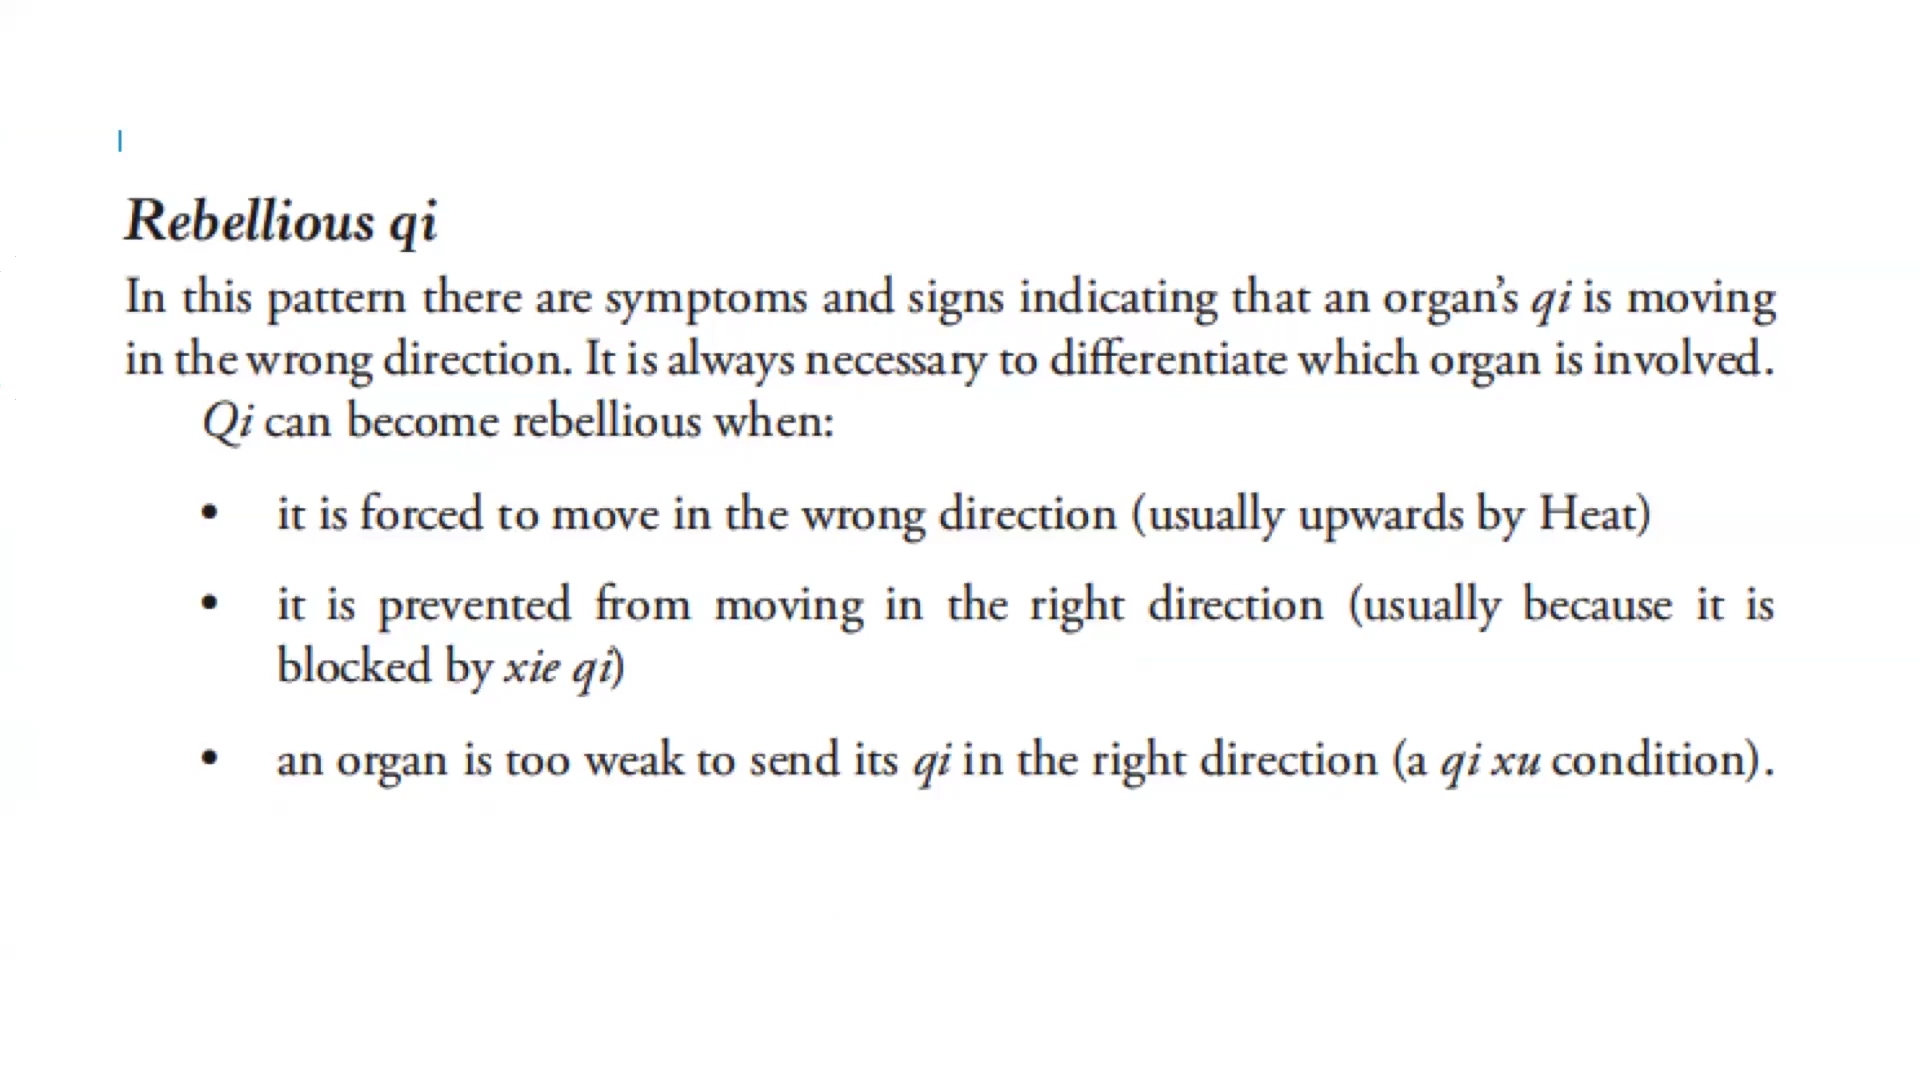 Rebellious qi
In this pattern there are symptoms and signs indicating that an organ’s qi is moving
in the wrong direction. It is always necessary to differentiate which organ is involved.
Qi can become rebellious when:
• it is forced to move in the wrong direction (usually upwards by Heat)
• it is prevented from moving in the right direction (usually because it is
blocked by xie qi)
• an organ is too weak to send its qi in the right direction (a qi xu condition).